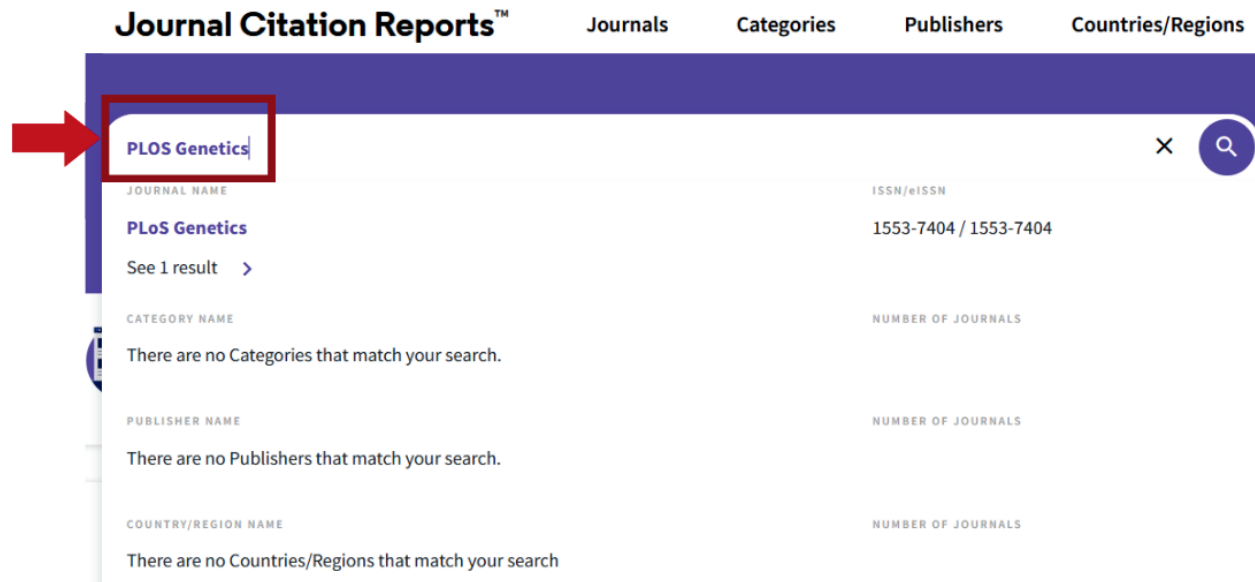 Journal Citation Reports™ Journals Categories Publishers Countries/Regions
PLOS Genetics
JOURNAL NAME ISSN/eISSN
PLoS Genetics 1553-7404 / 1553-7404
See 1 result
CATEGORY NAME NUMBER OF JOURNALS
There are no Categories that match your search.
PUBLISHER NAME NUMBER OF JOURNALS
There are no Publishers that match your search.
COUNTRY/REGION NAME NUMBER OF JOURNALS
There are no Countries/Regions that match your search